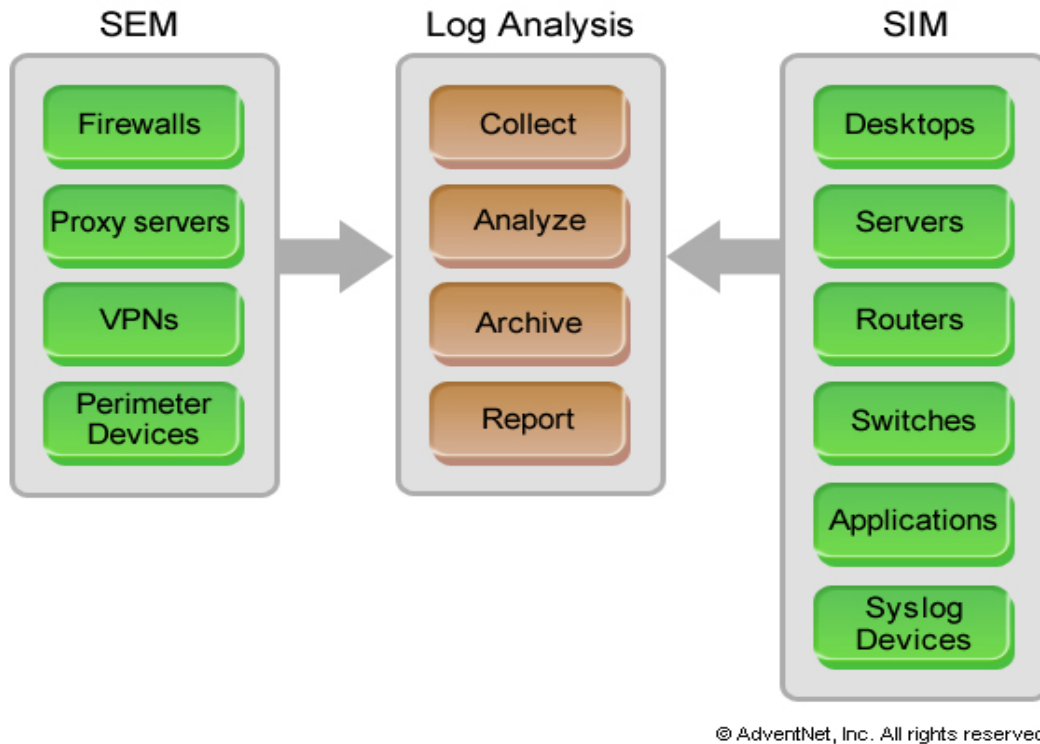 SEM
Firewalls
Proxy servers
VPNs
Perimeter
Devices
Log Analysis
Collect
Analyze
Archive
Report
SIM
Desktops
Servers
Routers
Switches
Applications
Syslog
Devices
© AdventNet, Inc. All rights reserved